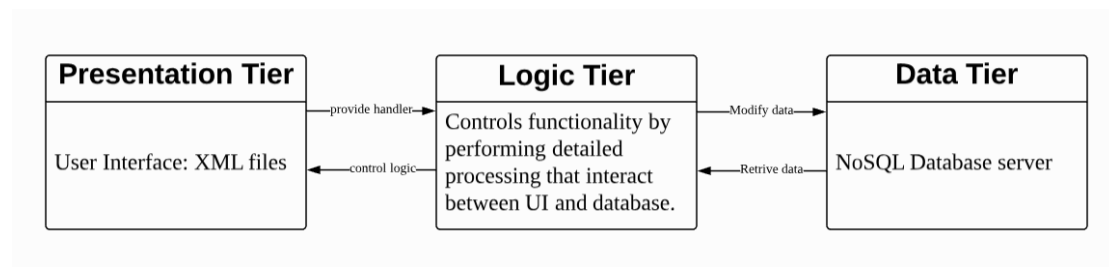 Presentation Tier
User Interface: XML files
provide handler
control logic
Logic Tier
Controls functionality by
performing detailed
processing that interact
between UI and database.
Modify data
Retrive data
Data Tier
NoSQL Database server